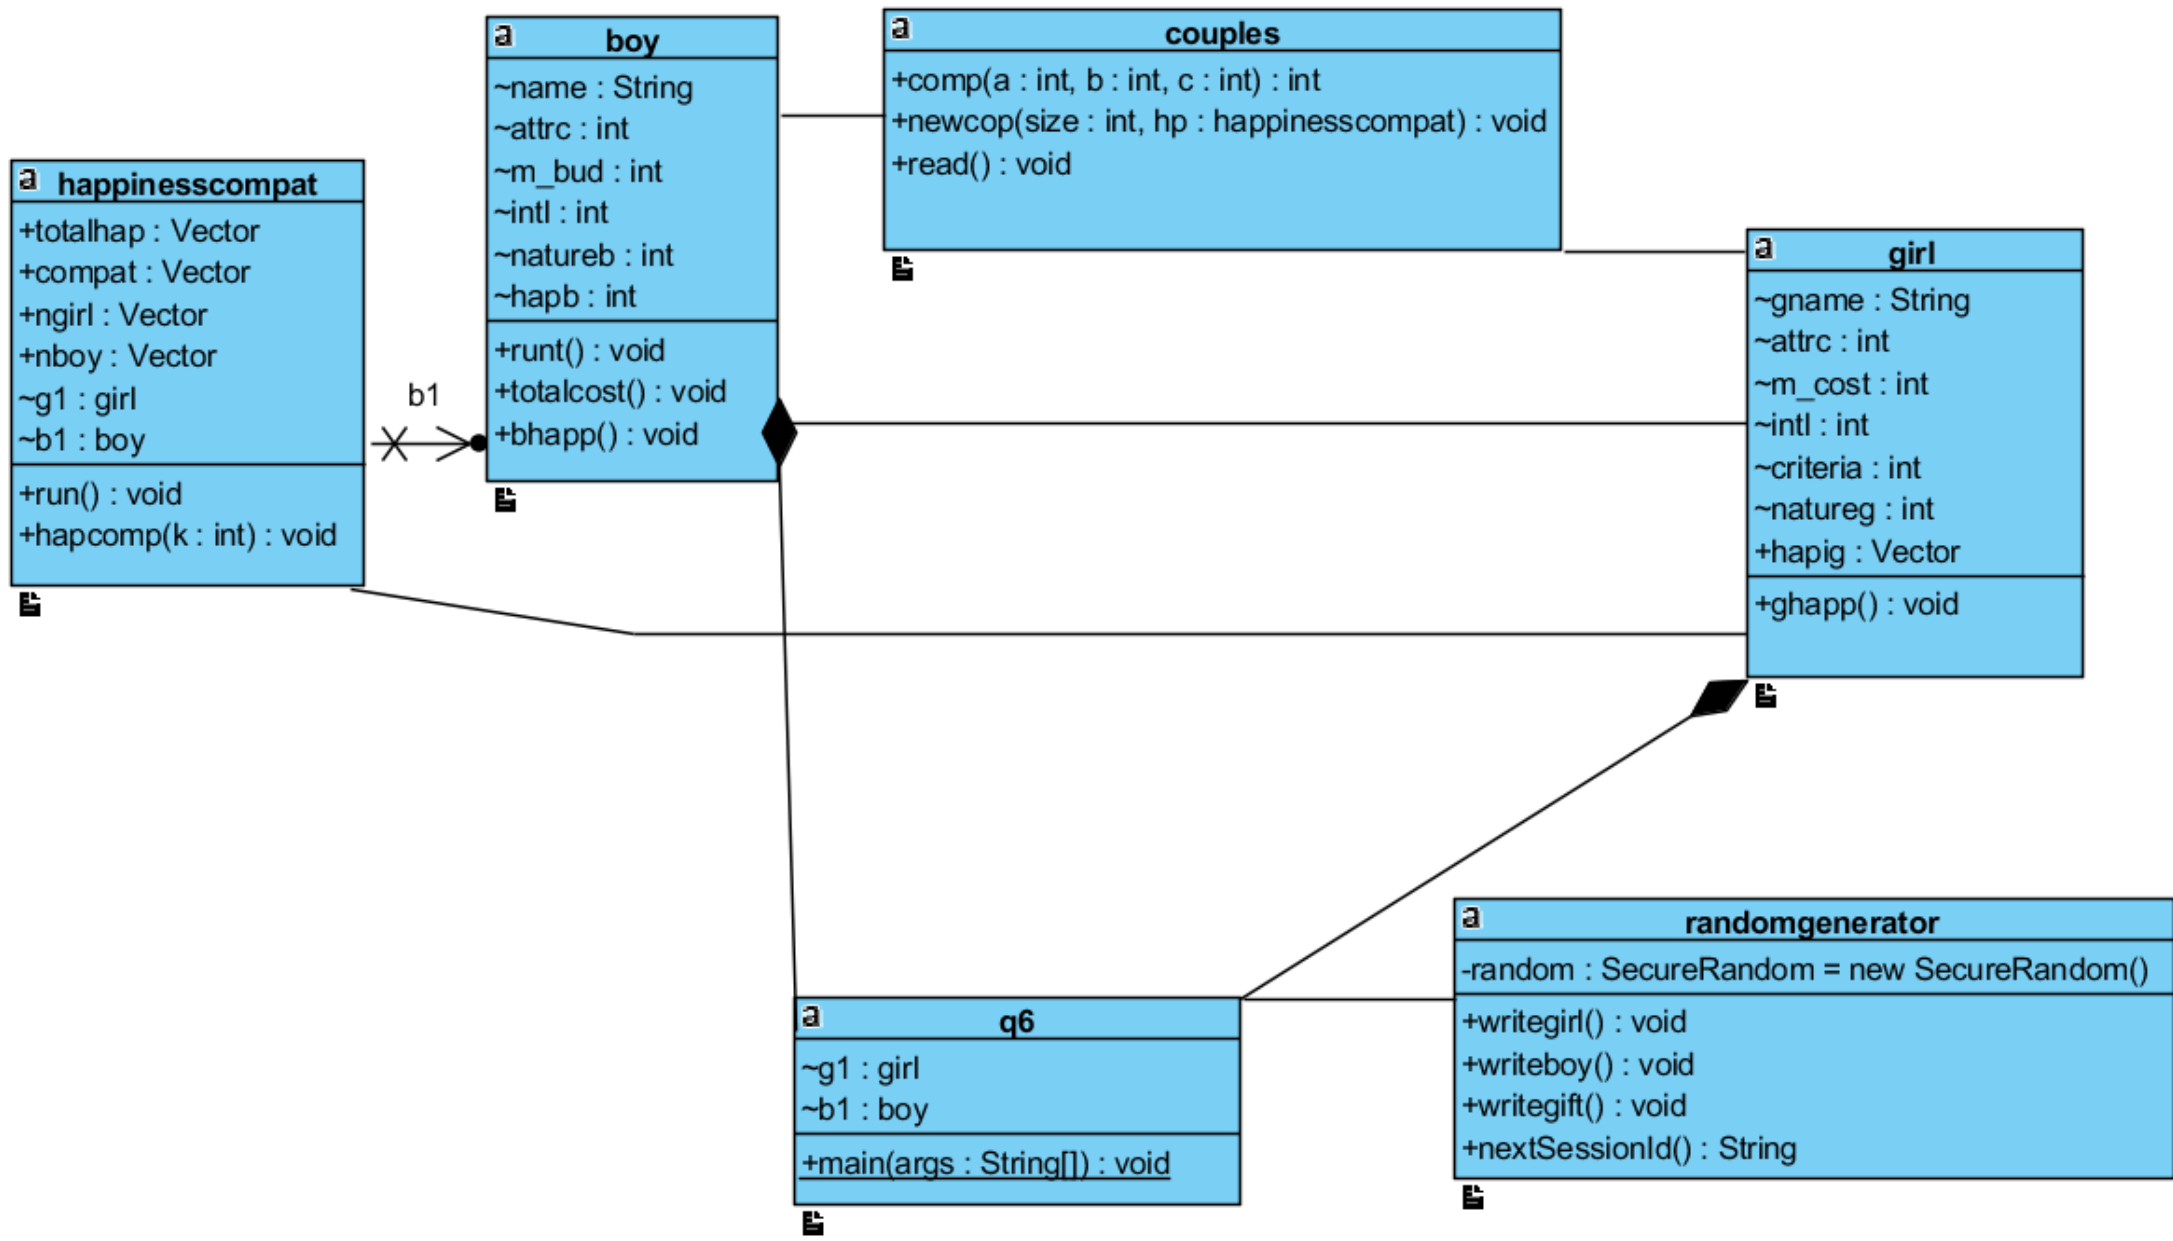 happinesscompat
+totalhap : Vector
+compat : Vector
+ngirl : Vector
+nboy : Vector
~g1 : girl
~b1 : boy
+run() : void
+hapcomp(k : int) : void
b1
a
boy
~name : String
~attrc : int
~m_bud : int
~intl : int
~natureb : int
~hapb : int
+runt() : void
+totalcost() : void
+bhapp() : void
a
couples
+comp(a : int, b : int, c : int) : int
+newcop(size : int, hp : happinesscompat) : void
+read() : void
a
girl
~gname : String
~attrc : int
~m_cost : int
~intl : int
~criteria : int
~natureg : int
+hapig : Vector
+ghapp() : void
a
q6
~g1 : girl
~b1 : boy
+main(args : String[]) : void
a
randomgenerator
-random : SecureRandom = new SecureRandom()
+writegirl() : void
+writeboy() : void
+writegift() : void
+nextSessionId() : String
a